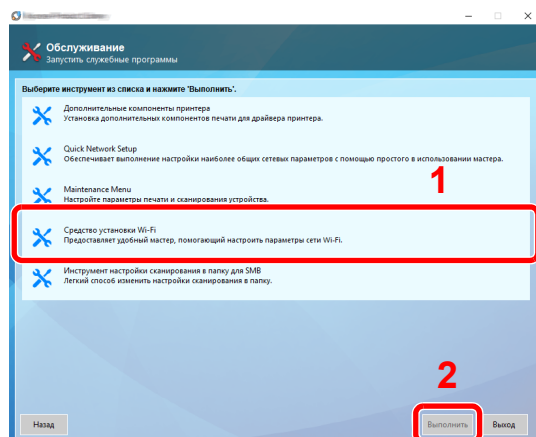 Обслуживание
Запустить служебные программы
Выберите инструмент из списка и нажмите 'Выполнить'.
Дополнительные компоненты принтера
Установка дополнительных компонентов печати для драйвера принтера.
Quick Network Setup
Обеспечивает выполнение настройки наиболее общих сетевых параметров с помощью простого в использовании мастера.
1
Maintenance Menu
Настройте параметры печати и сканирования устройства.
Средство установки Wi-Fi
Предоставляет удобный мастер, помогающий настроить параметры сети Wi-Fi.
Инструмент настройки сканирования в папку для SMB
Легкий способ изменить настройки сканирования в папку.
2
Назад
Выполнить
Выход